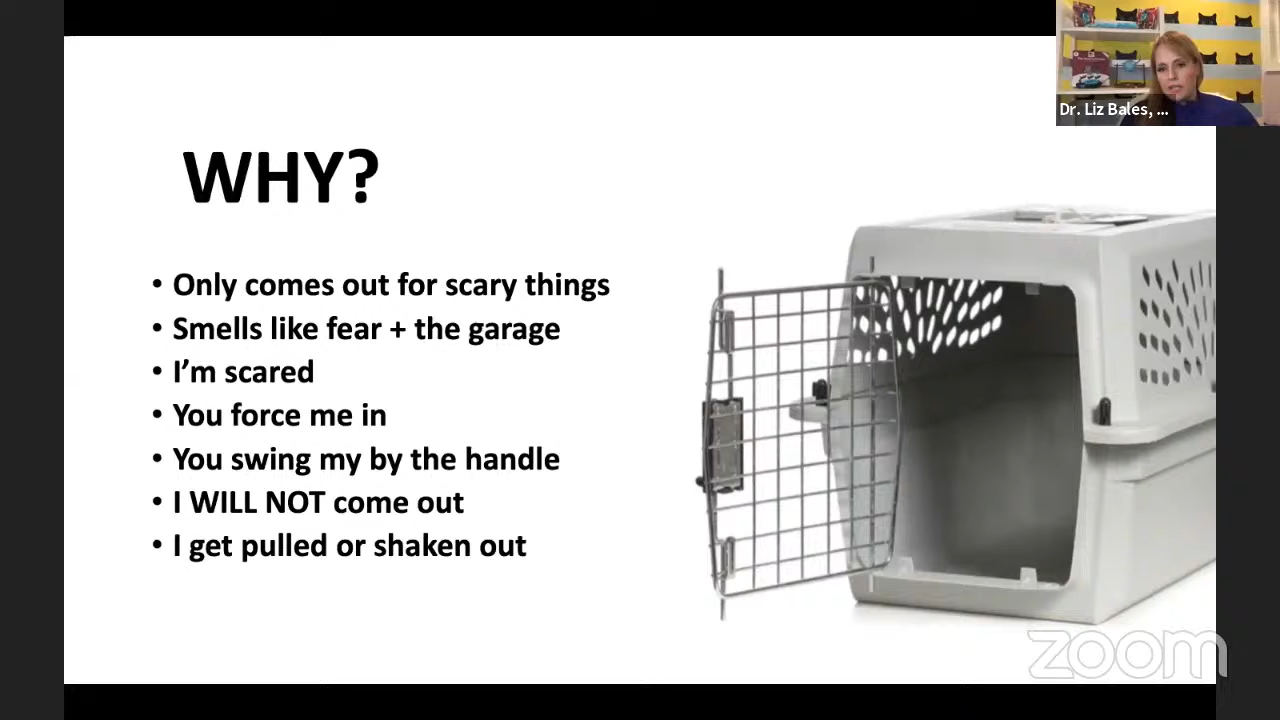 Dr. Liz Bales, ...
WHY?
• Only comes out for scary things
• Smells like fear + the garage
• I'm scared
• You force me in
• You swing my by the handle
• I WILL NOT come out
• I get pulled or shaken out
zoom